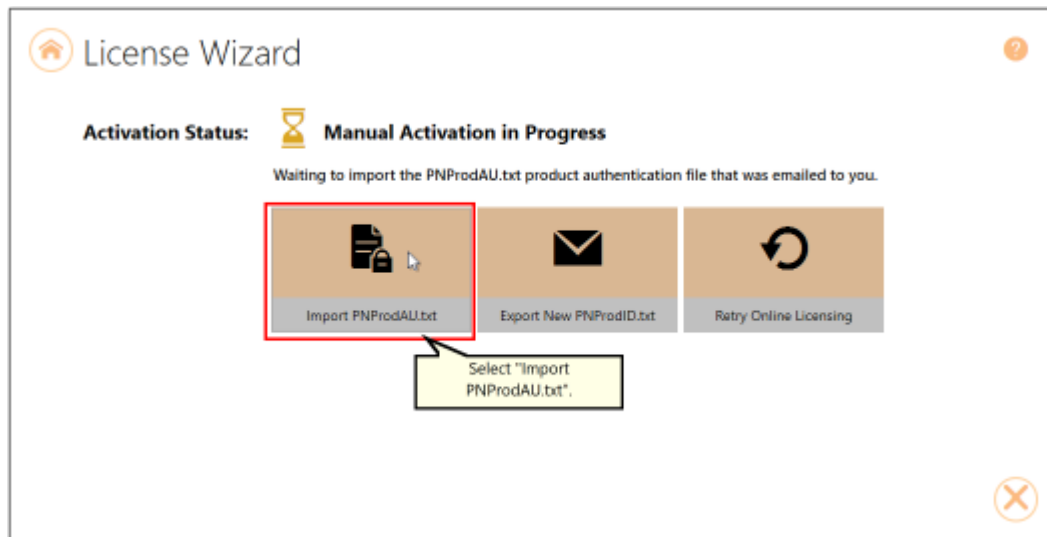 License Wizard
?
Activation Status:
Manual Activation in Progress
Waiting to import the PNProdAU.txt product authentication file that was emailed to you.
Import PNProdAU.txt
Export New PNProdID.txt
Retry Online Licensing
Select "Import
PNProdAU.txt".